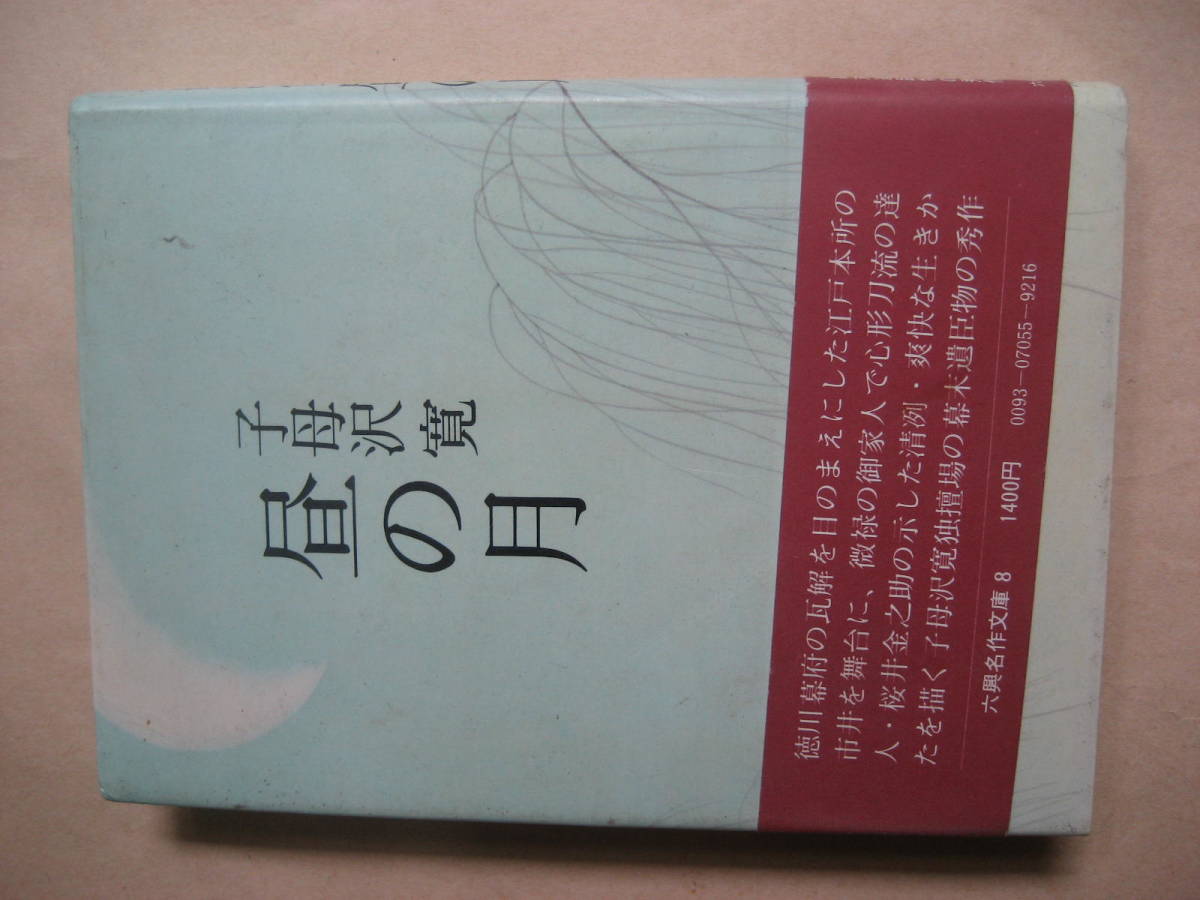 子母沢寛
昼の月
徳川幕府の瓦解を目のまえにした江戸本所の
市井を舞台に、微禄の御家人で心形刀流の達
人・桜井金之助の示した清冽・爽快な生きか
たを描く子母沢寛独擅場の幕末遺臣物の秀作
六興名作文庫8 1400円 0093-07055-9216